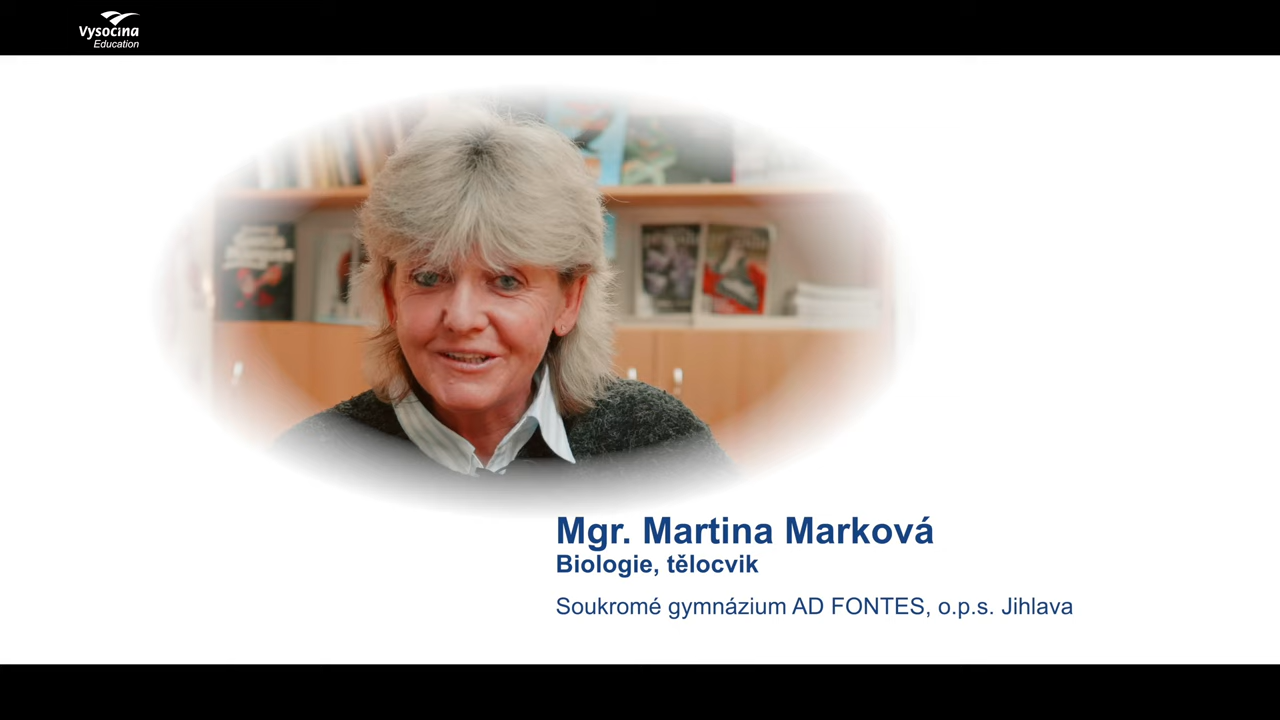 Vysočina
Education
Mgr. Martina Marková
Biologie, tělocvik
Soukromé gymnázium AD FONTES, o.p.s. Jihlava